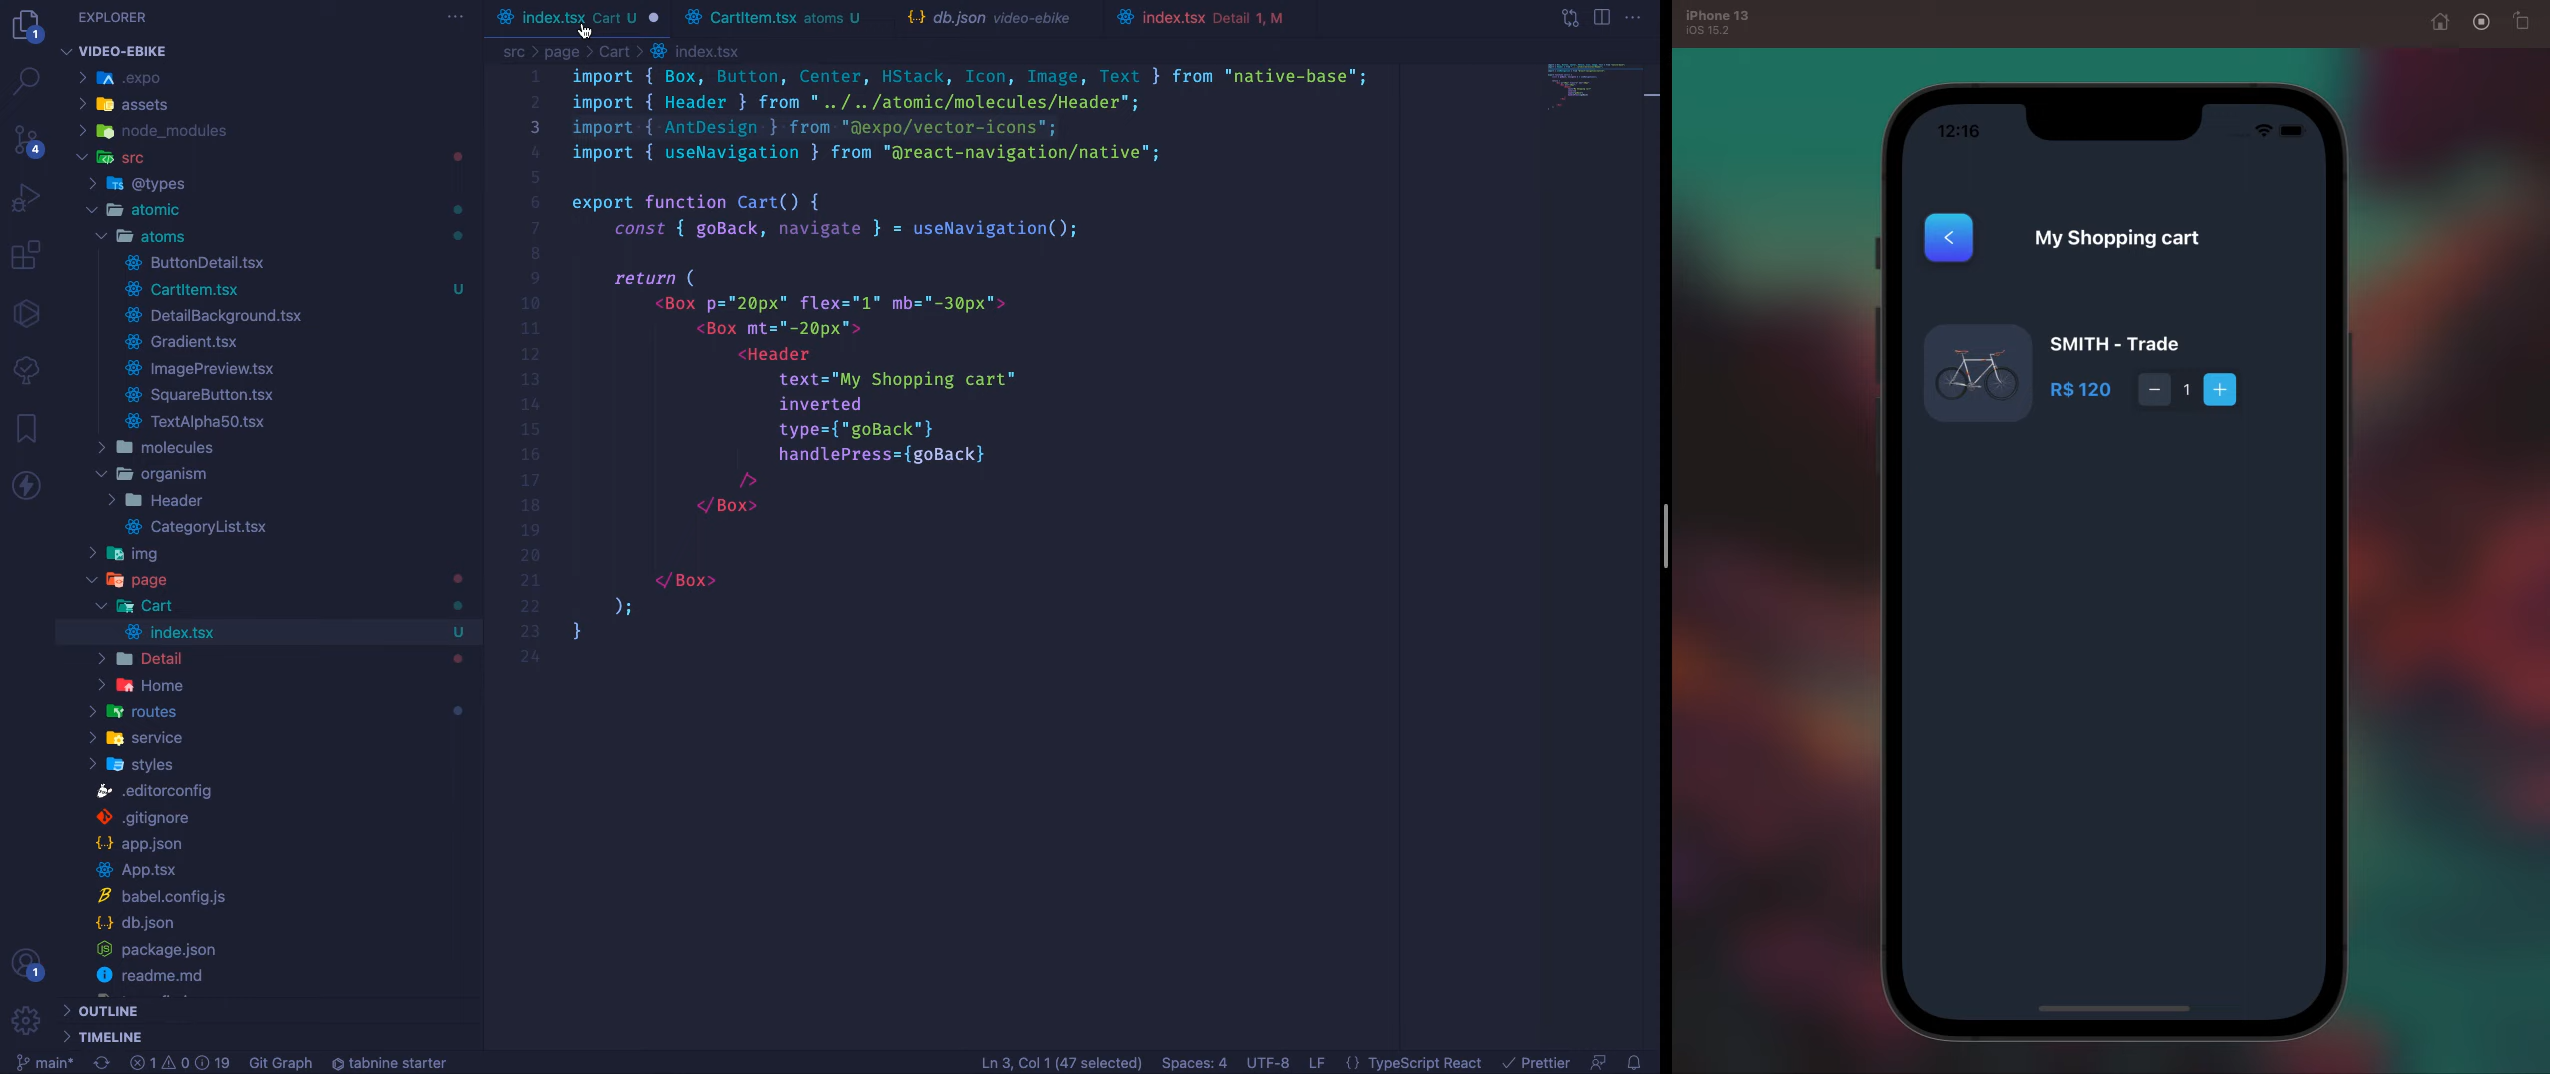 EXPLORER
VIDEO-EBIKE
.expo
assets
node_modules
src
@types
atomic
atoms
ButtonDetail.tsx
CartItem.tsx U
DetailBackground.tsx
Gradient.tsx
ImagePreview.tsx
SquareButton.tsx
TextAlpha50.tsx
molecules
organism
Header
CategoryList.tsx
img
page
Cart
index.tsx U
Detail
Home
routes
service
styles
.editorconfig
.gitignore
app.json
App.tsx
babel.config.js
db.json
package.json
readme.md
OUTLINE
TIMELINE
1
4
1
index.tsx Cart U
CartItem.tsx atoms U
db.json video-ebike
index.tsx Detail 1, M
src > page > Cart > index.tsx
1 import { Box, Button, Center, HStack, Icon, Image, Text } from "native-base";
2 import { Header } from "../../atomic/molecules/Header";
3 import { AntDesign } from "@expo/vector-icons";
4 import { useNavigation } from "@react-navigation/native";
5
6 export function Cart() {
7 const { goBack, navigate } = useNavigation();
8
9 return (
10 <Box p="20px" flex="1" mb="-30px">
11 <Box mt="-20px">
12 <Header
13 text="My Shopping cart"
14 inverted
15 type={"goBack"}
16 handlePress={goBack}
17 />
18 </Box>
19
20
21 </Box>
22 );
23 }
24
main* 1 0 19 Git Graph tabnine starter
Ln 3, Col 1 (47 selected) Spaces: 4 UTF-8 LF {} TypeScript React Prettier
iPhone 13
iOS 15.2
12:16
My Shopping cart
SMITH - Trade
R$ 120 − 1 +